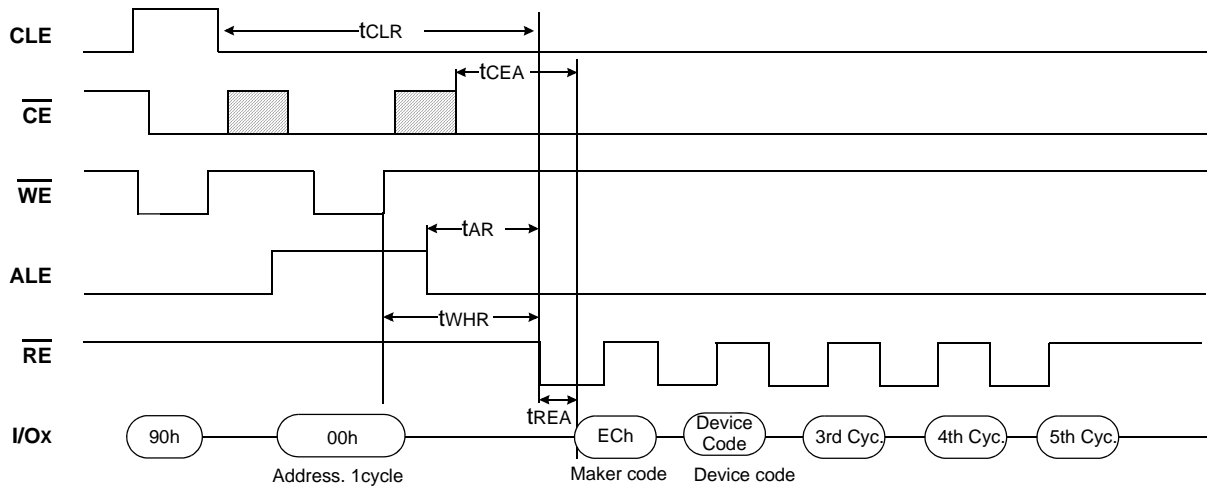 CLE
tCLR
tCEA
CE
WE
tAR
ALE
tWHR
RE
tREA
I/Ox
90h
00h
ECh
Device
Code
3rd Cyc.
4th Cyc.
5th Cyc.
Address. 1cycle
Maker code
Device code